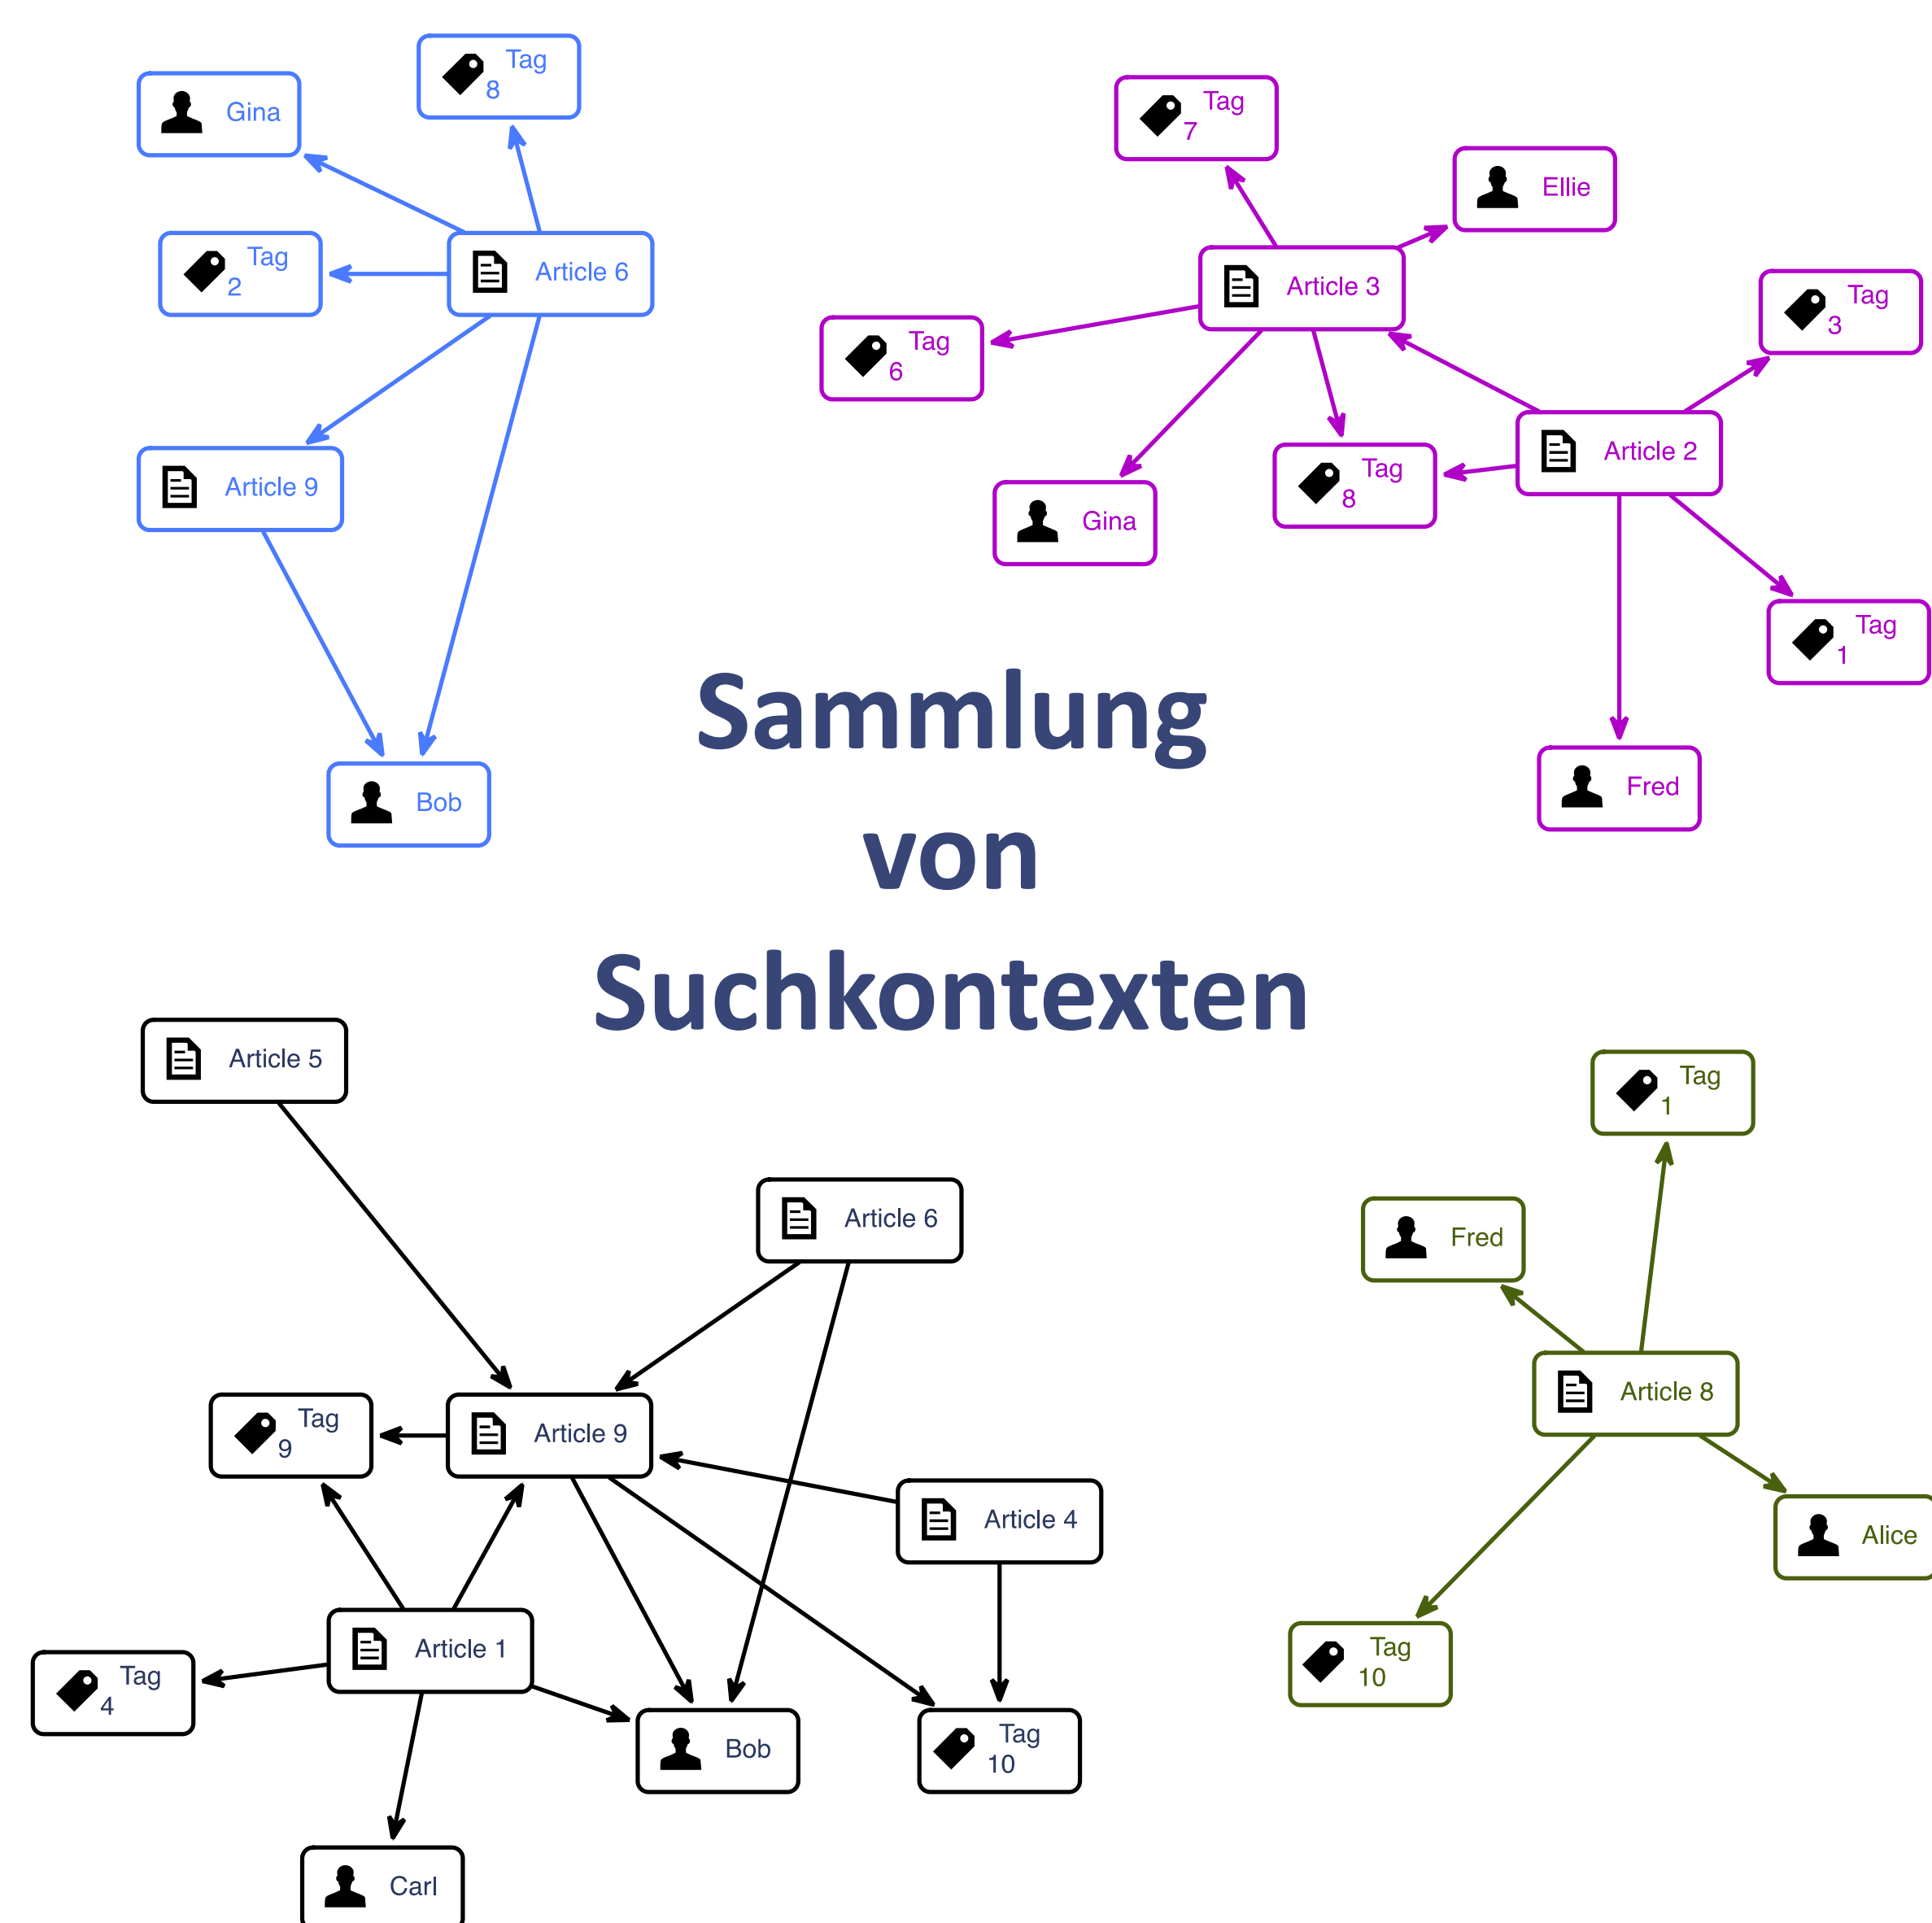 Tag
8
Gina
Tag
2
Article 6
Article 9
Bob
Tag
7
Ellie
Article 3
Tag
3
Tag
6
Article 2
Tag
8
Gina
Tag
1
Fred
Sammlung
von
Suchkontexten
Article 5
Article 6
Tag
9
Article 9
Article 4
Article 1
Tag
4
Bob
Tag
10
Carl
Tag
1
Fred
Article 8
Alice
Tag
10